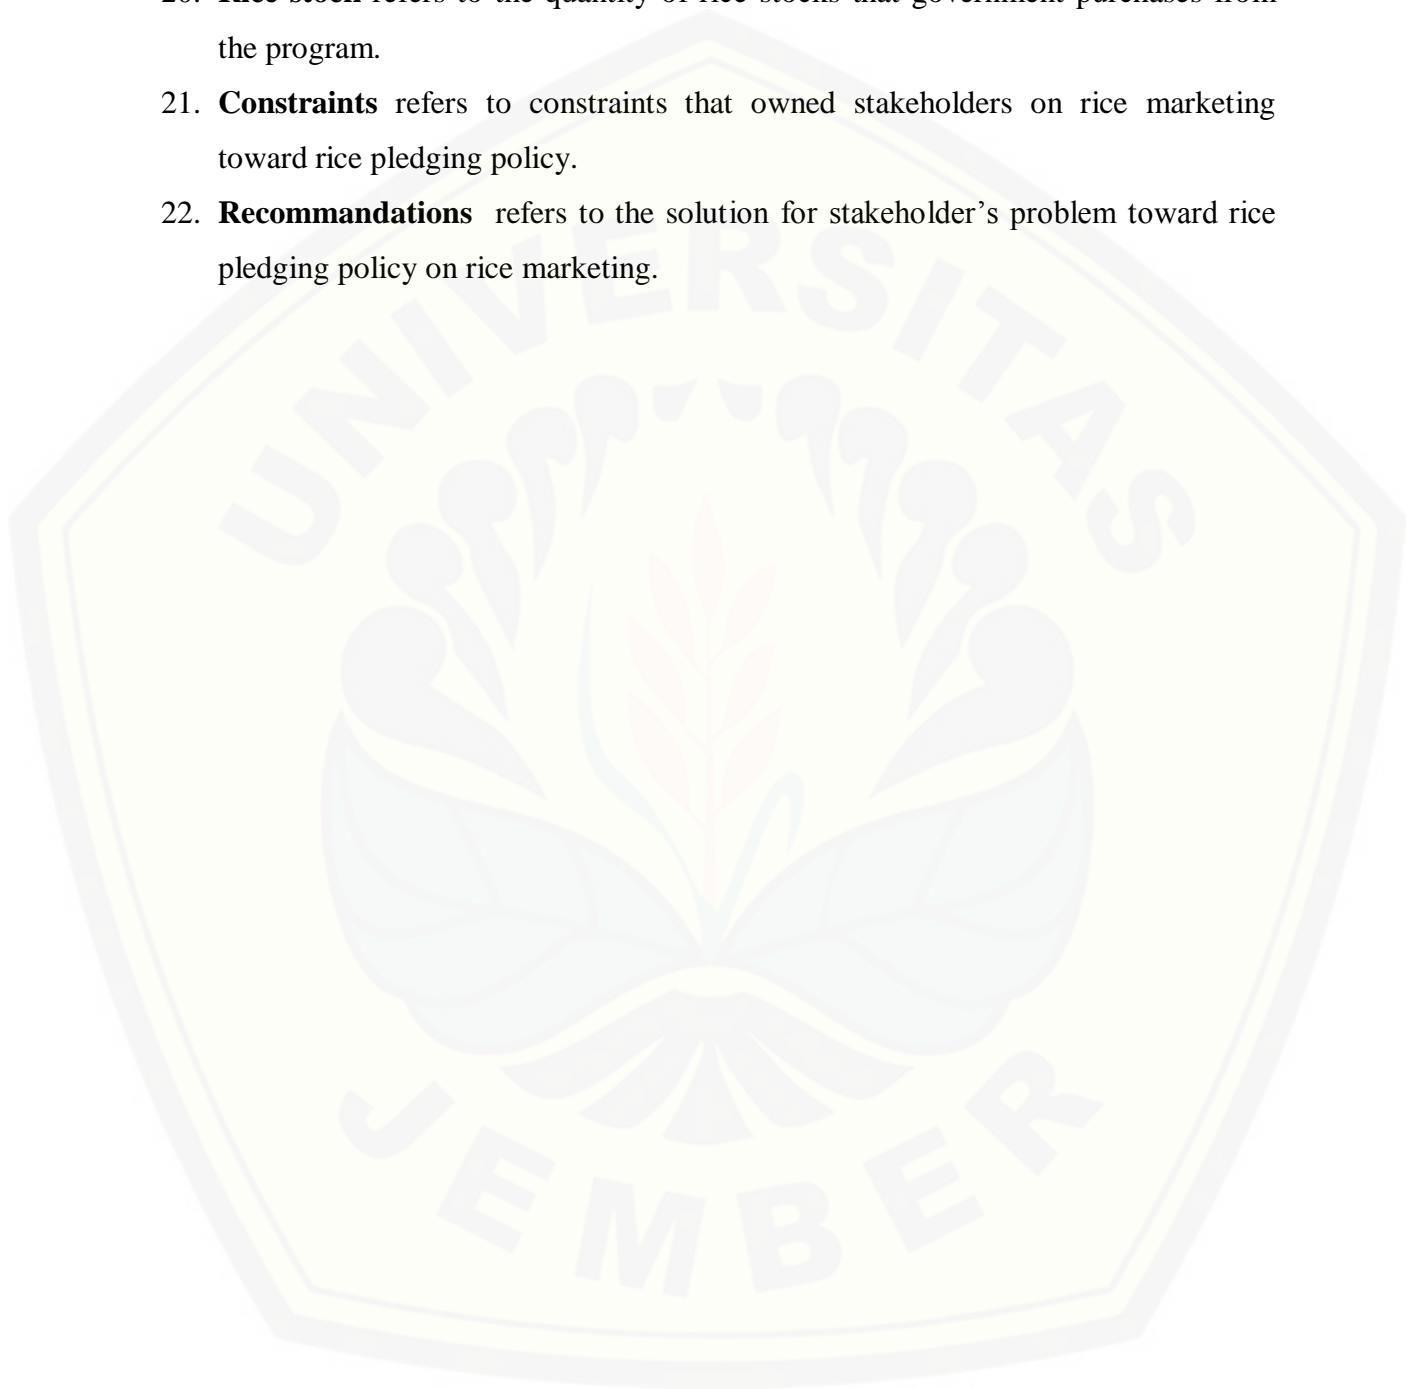 20. Rice stock refers to the quantity of rice stocks that government purchases from
the program.
21. Constraints refers to constraints that owned stakeholders on rice marketing
toward rice pledging policy.
22. Recommandations refers to the solution for stakeholder’s problem toward rice
pledging policy on rice marketing.
UNIVERSITAS
JEMBER